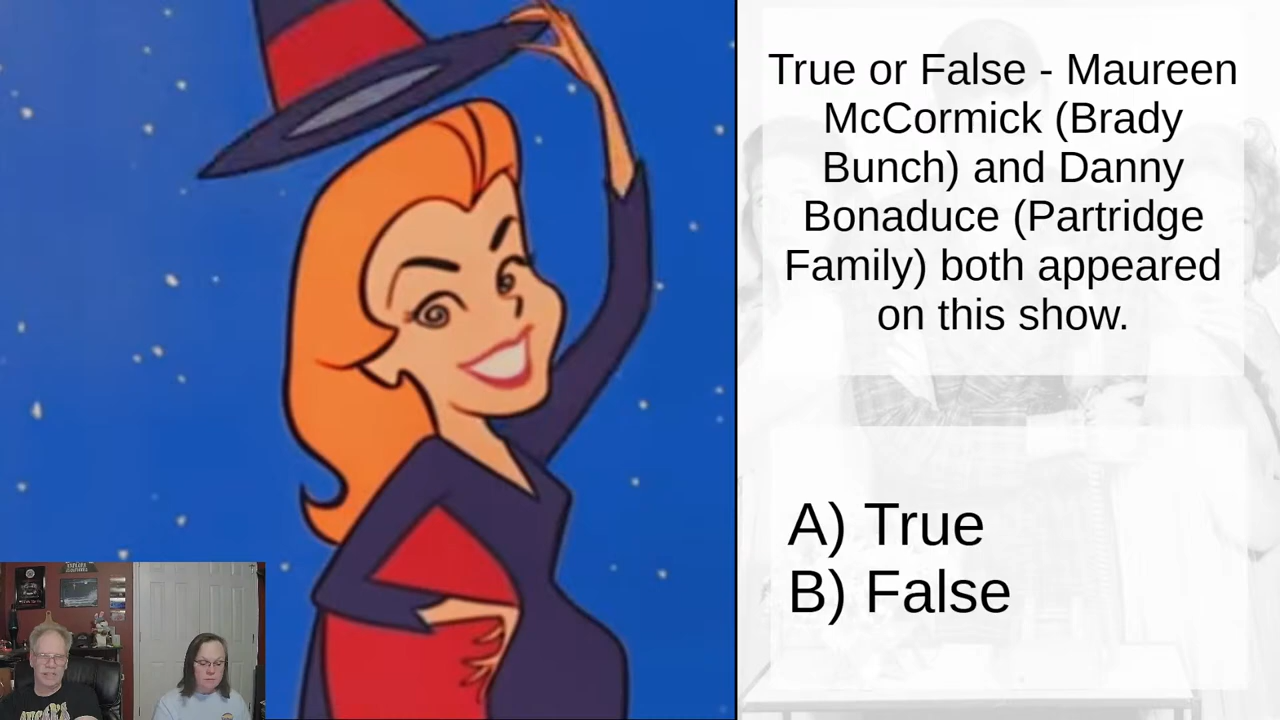 True or False - Maureen
McCormick (Brady
Bunch) and Danny
Bonaduce (Partridge
Family) both appeared
on this show.
A) True
B) False